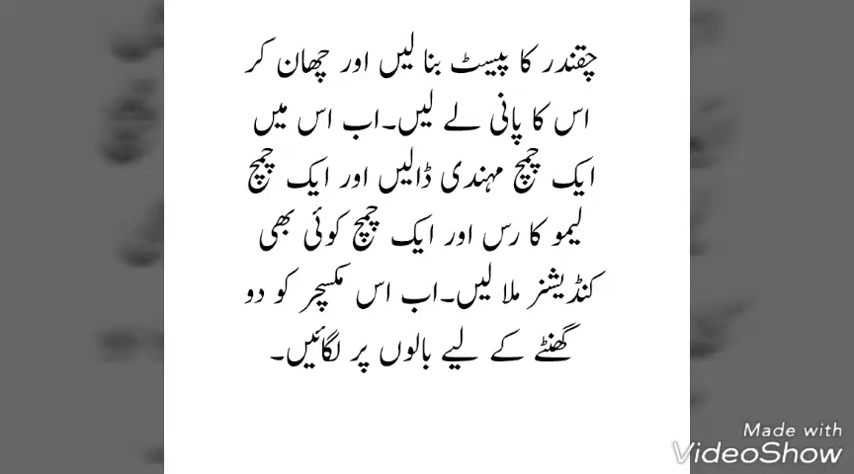 چقندر کا پیسٹ بنا لیں اور چھان کر
اس کا پانی لے لیں۔اب اس میں
ایک چمچ مہندی ڈالیں اور ایک چمچ
لیمو کا رس اور ایک چمچ کوئی بھی
کنڈیشنر ملا لیں۔اب اس مکسچر کو دو
گھنٹے کے لیے بالوں پر لگائیں۔
Made with
VideoShow